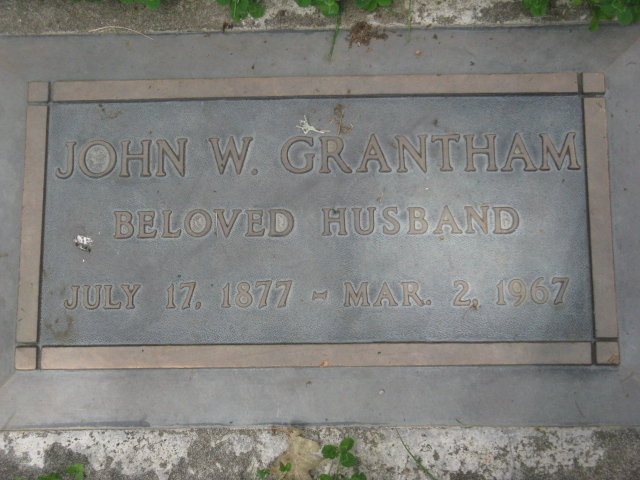 JOHN W. GRANTHAM
BELOVED HUSBAND
JULY 17, 1877 - MAR. 2, 1967